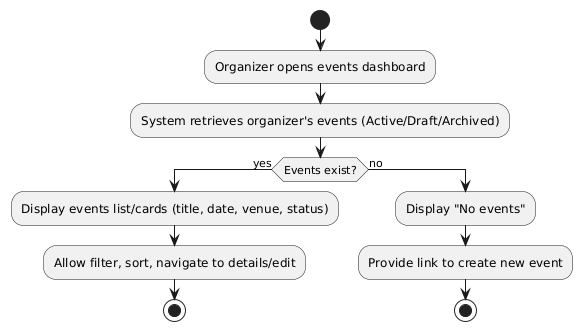 Organizer opens events dashboard
System retrieves organizer's events (Active/Draft/Archived)
yes
Events exist?
no
Display events list/cards (title, date, venue, status)
Allow filter, sort, navigate to details/edit
Display "No events"
Provide link to create new event